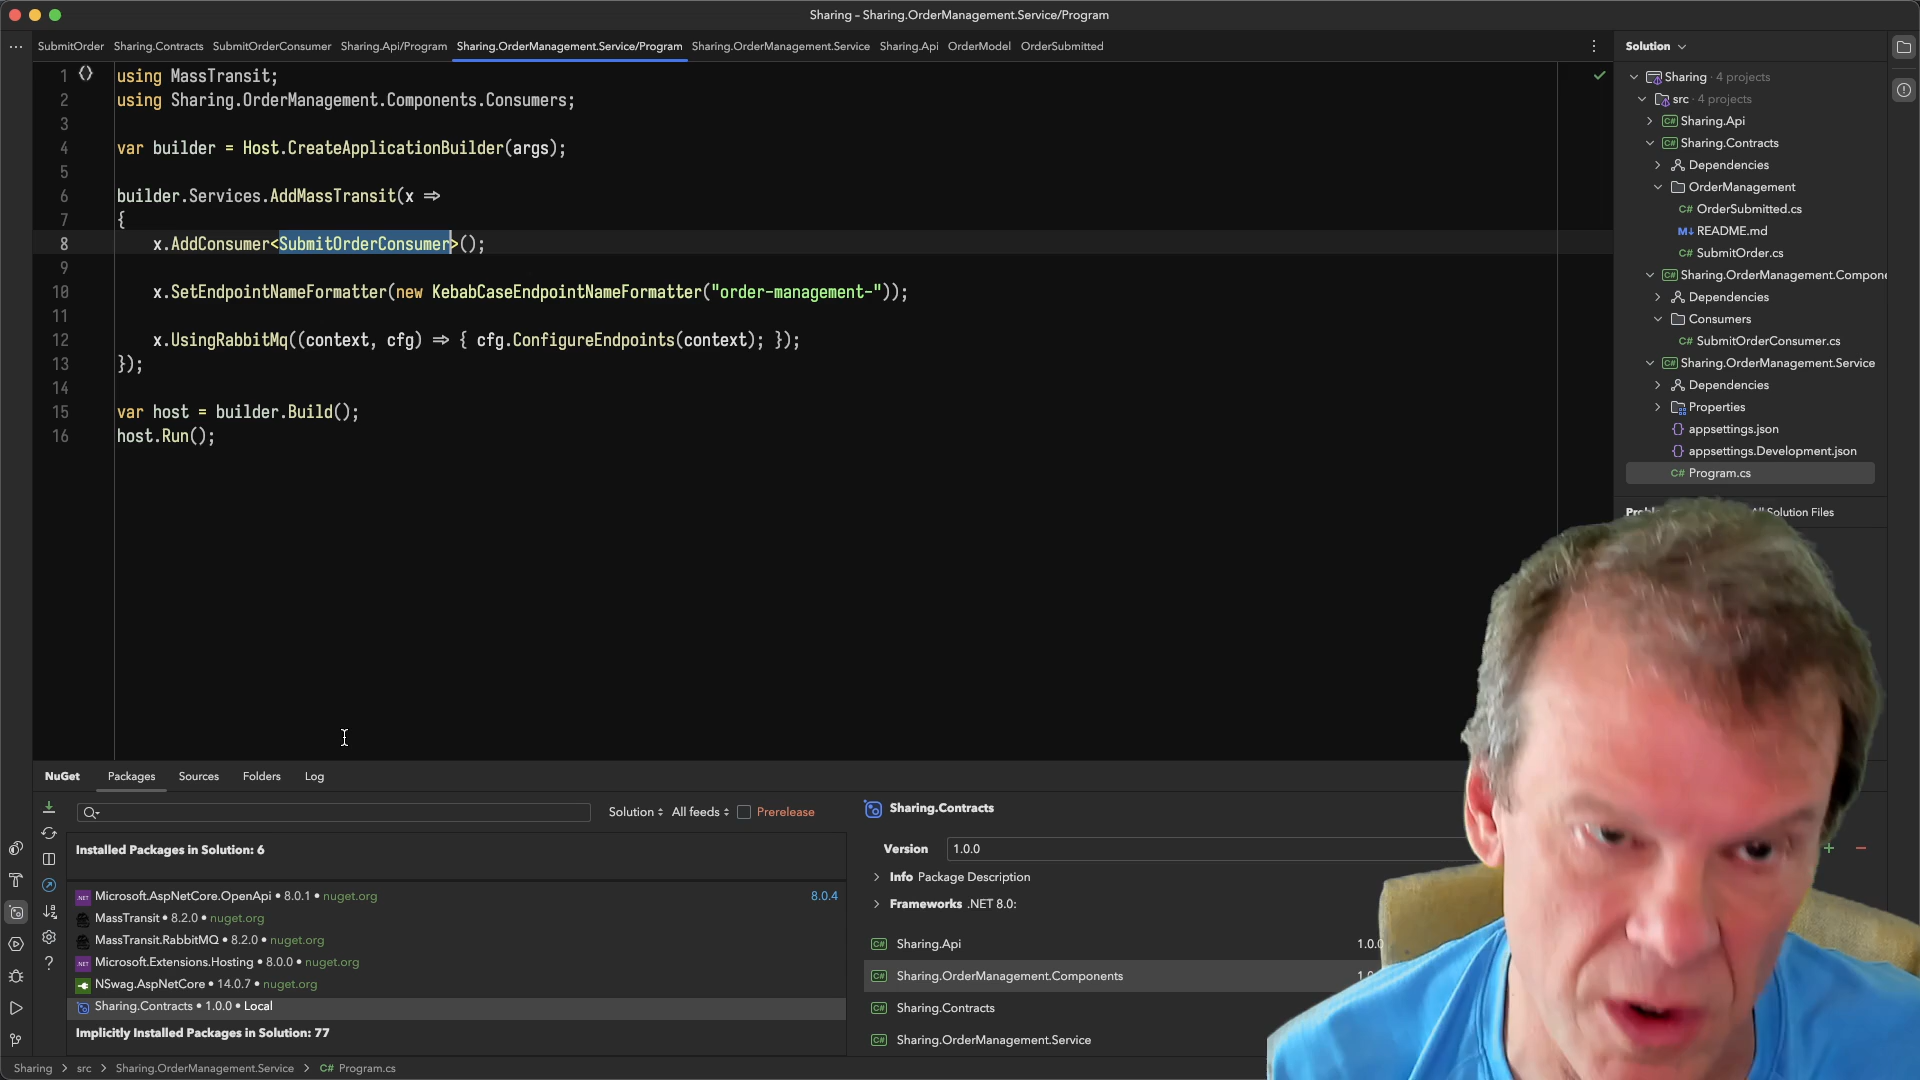 Sharing – Sharing.OrderManagement.Service/Program
SubmitOrder Sharing.Contracts SubmitOrderConsumer Sharing.Api/Program Sharing.OrderManagement.Service/Program Sharing.OrderManagement.Service Sharing.Api OrderModel OrderSubmitted
1 using MassTransit;
2 using Sharing.OrderManagement.Components.Consumers;
3
4 var builder = Host.CreateApplicationBuilder(args);
5
6 builder.Services.AddMassTransit(x =>
7 {
8 x.AddConsumer<SubmitOrderConsumer>();
9
10 x.SetEndpointNameFormatter(new KebabCaseEndpointNameFormatter("order-management-"));
11
12 x.UsingRabbitMq((context, cfg) => { cfg.ConfigureEndpoints(context); });
13 });
14
15 var host = builder.Build();
16 host.Run();
Solution
Sharing · 4 projects
src · 4 projects
C# Sharing.Api
C# Sharing.Contracts
Dependencies
OrderManagement
C# OrderSubmitted.cs
M↓ README.md
C# SubmitOrder.cs
C# Sharing.OrderManagement.Compone
Dependencies
Consumers
C# SubmitOrderConsumer.cs
C# Sharing.OrderManagement.Service
Dependencies
Properties
{} appsettings.json
{} appsettings.Development.json
C# Program.cs
All Solution Files
NuGet Packages Sources Folders Log
Solution All feeds Prerelease
Installed Packages in Solution: 6
Microsoft.AspNetCore.OpenApi • 8.0.1 • nuget.org 8.0.4
MassTransit • 8.2.0 • nuget.org
MassTransit.RabbitMQ • 8.2.0 • nuget.org
Microsoft.Extensions.Hosting • 8.0.0 • nuget.org
NSwag.AspNetCore • 14.0.7 • nuget.org
Sharing.Contracts • 1.0.0 • Local
Implicitly Installed Packages in Solution: 77
Sharing.Contracts
Version 1.0.0
Info Package Description
Frameworks .NET 8.0:
C# Sharing.Api 1.0.0
C# Sharing.OrderManagement.Components
C# Sharing.Contracts
C# Sharing.OrderManagement.Service
Sharing > src > Sharing.OrderManagement.Service > C# Program.cs